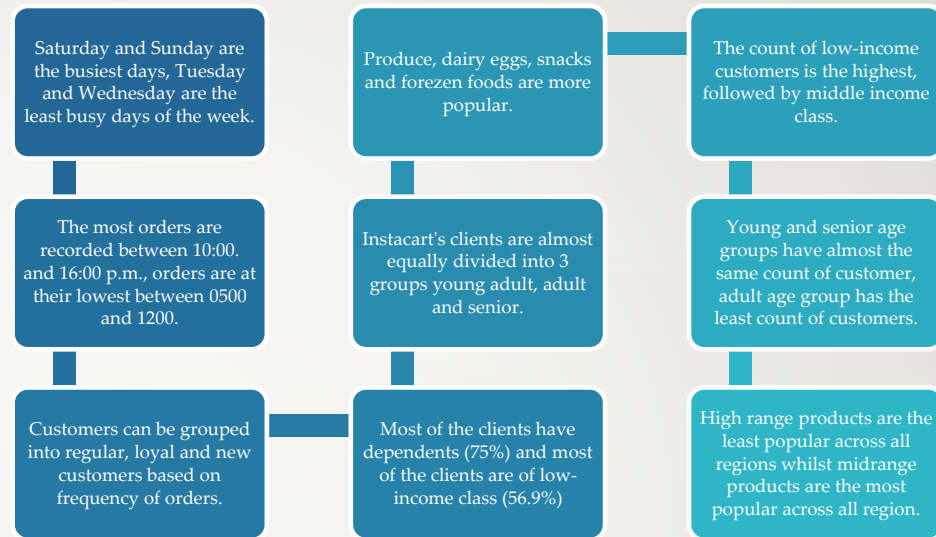 Saturday and Sunday are
the busiest days, Tuesday
and Wednesday are the
least busy days of the week.
The most orders are
recorded between 10:00.
and 16:00 p.m., orders are at
their lowest between 0500
and 1200.
Customers can be grouped
into regular, loyal and new
customers based on
frequency of orders.
Most of the clients have
dependents (75%) and most
of the clients are of low-
income class (56.9%)
Instacart's clients are almost
equally divided into 3
groups young adult, adult
and senior.
Produce, dairy eggs, snacks
and forezen foods are more
popular.
The count of low-income
customers is the highest,
followed by middle income
class.
Young and senior age
groups have almost the
same count of customer,
adult age group has the
least count of customers.
High range products are the
least popular across all
regions whilst midrange
products are the most
popular across all region.